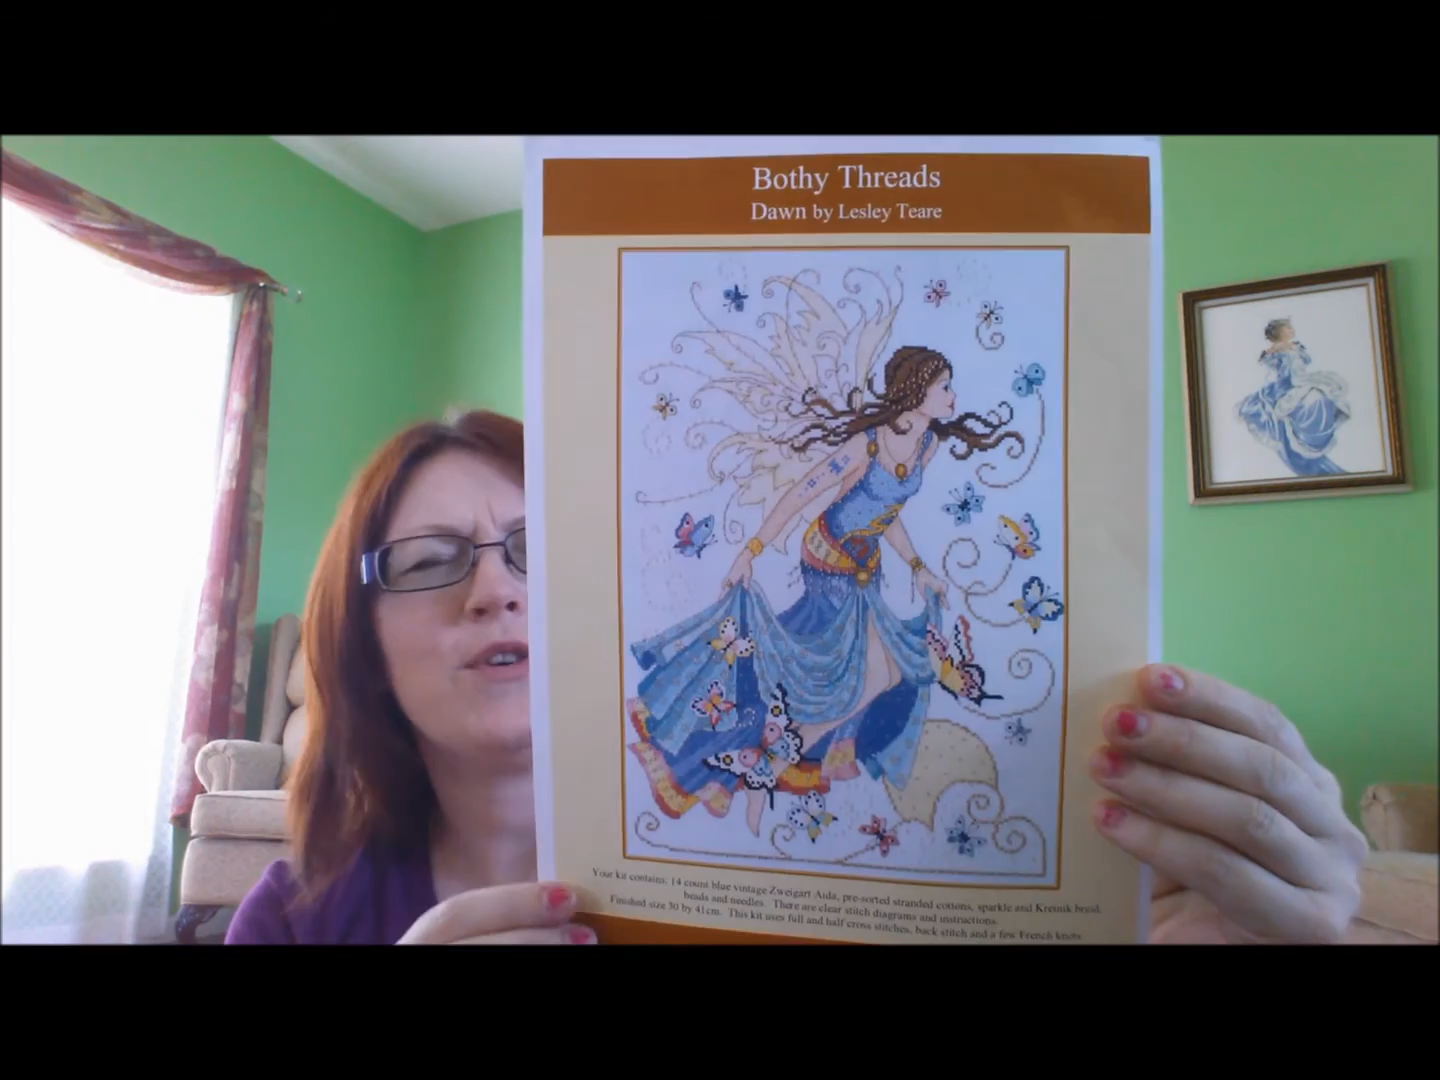 Bothy Threads
Dawn by Lesley Teare
Your kit contains: 14 count blue vintage Zweigart Aida, pre-sorted stranded cottons, sparkle and Kresnik braid,
beads and needles. There are clear stitch diagrams and instructions.
Finished size 30 by 41cm. This kit uses full and half cross stitches, back stitch and a few French knots